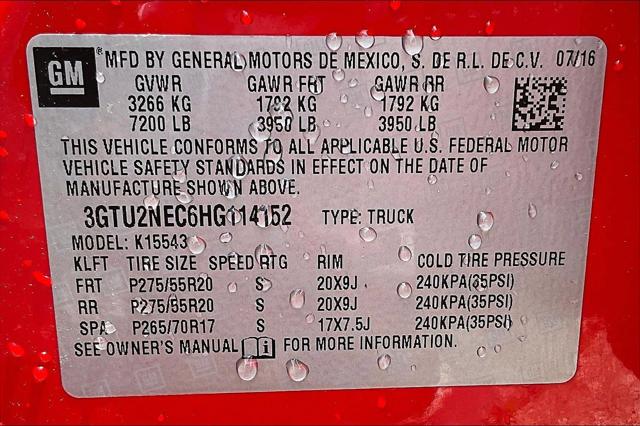 GM ® MFD BY GENERAL MOTORS DE MEXICO, S. DE R.L. DE C.V. 07/16
GVWR GAWR FRT GAWR RR
3266 KG 1792 KG 1792 KG
7200 LB 3950 LB 3950 LB
THIS VEHICLE CONFORMS TO ALL APPLICABLE U.S. FEDERAL MOTOR
VEHICLE SAFETY STANDARDS IN EFFECT ON THE DATE OF
MANUFACTURE SHOWN ABOVE.
3GTU2NEC6HG114152 TYPE: TRUCK
MODEL: K15543
KLFT TIRE SIZE SPEED RTG RIM COLD TIRE PRESSURE
FRT P275/55R20 S 20X9J 240KPA(35PSI)
RR P275/55R20 S 20X9J 240KPA(35PSI)
SPA P265/70R17 S 17X7.5J 240KPA(35PSI)
SEE OWNER'S MANUAL FOR MORE INFORMATION.